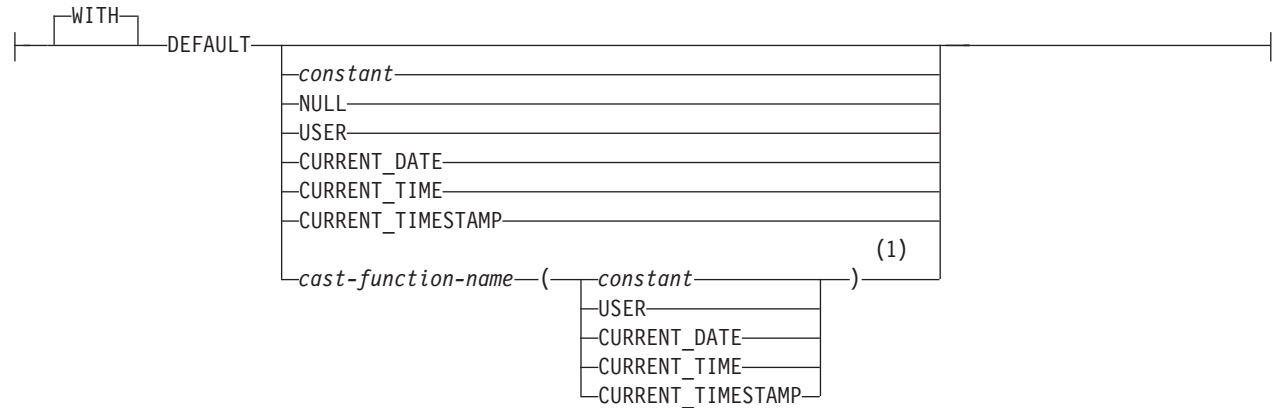 WITH
DEFAULT
constant
NULL
USER
CURRENT_DATE
CURRENT_TIME
CURRENT_TIMESTAMP
(1)
cast-function-name ( constant )
USER
CURRENT_DATE
CURRENT_TIME
CURRENT_TIMESTAMP